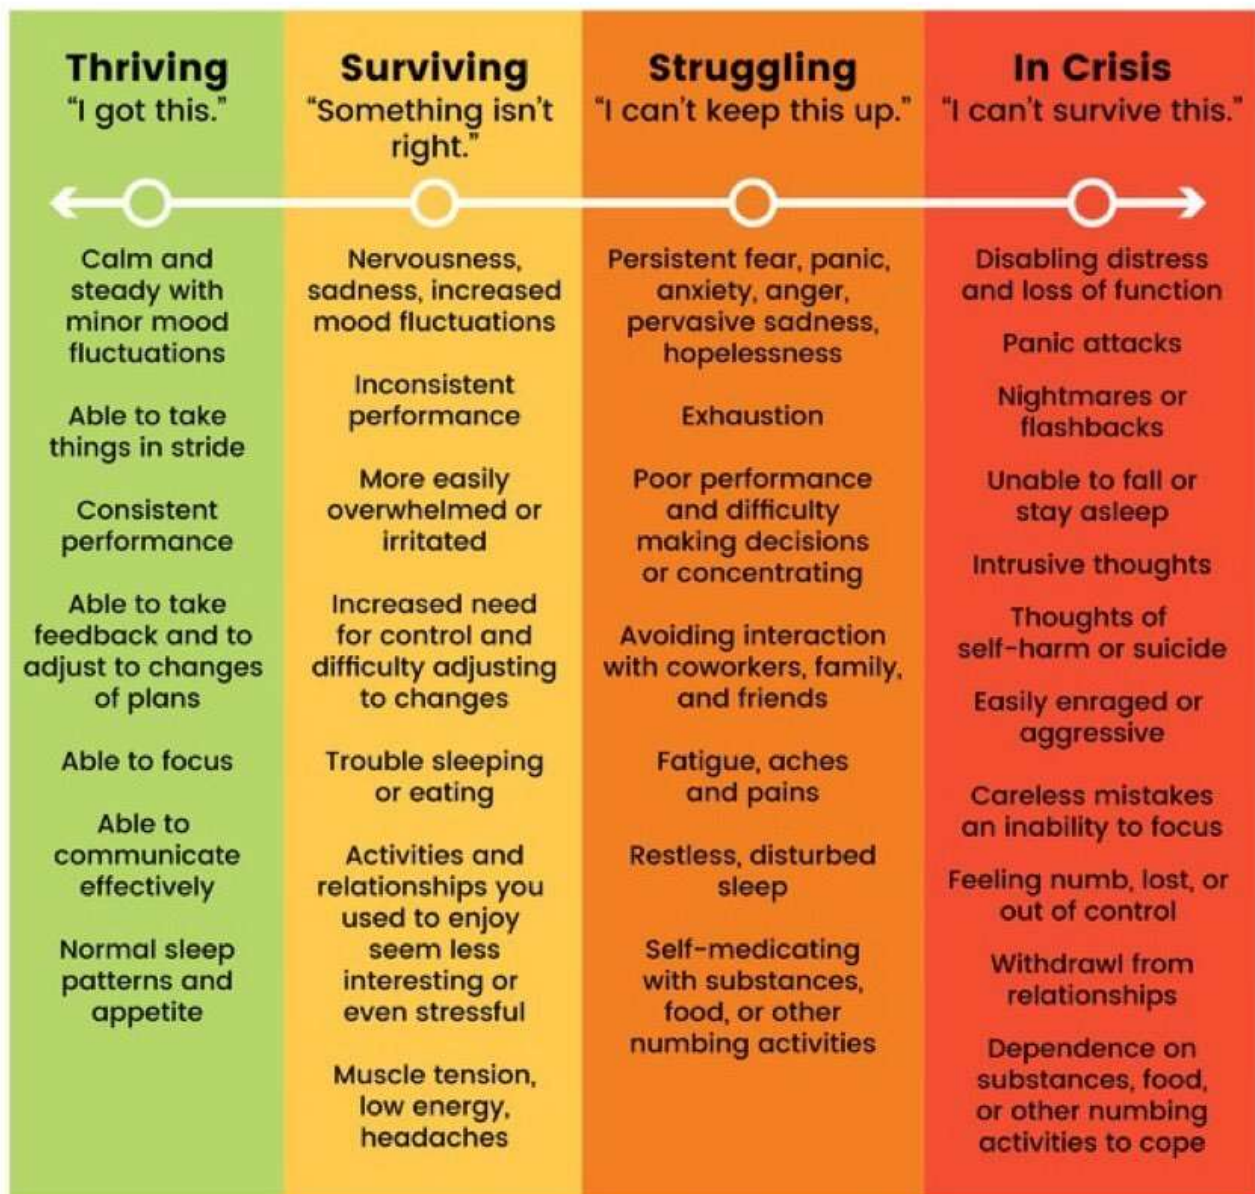 Thriving
“I got this.”
Calm and
steady with
minor mood
fluctuations
Able to take
things in stride
Consistent
performance
Able to take
feedback and to
adjust to changes
of plans
Able to focus
Able to
communicate
effectively
Normal sleep
patterns and
appetite
Surviving
“Something isn’t
right.”
Nervousness,
sadness, increased
mood fluctuations
Inconsistent
performance
More easily
overwhelmed or
irritated
Increased need
for control and
difficulty adjusting
to changes
Trouble sleeping
or eating
Activities and
relationships you
used to enjoy
seem less
interesting or
even stressful
Muscle tension,
low energy,
headaches
Struggling
“I can’t keep this up.”
Persistent fear, panic,
anxiety, anger,
pervasive sadness,
hopelessness
Exhaustion
Poor performance
and difficulty
making decisions
or concentrating
Avoiding interaction
with coworkers, family,
and friends
Fatigue, aches
and pains
Restless, disturbed
sleep
Self-medicating
with substances,
food, or other
numbing activities
In Crisis
“I can’t survive this.”
Disabling distress
and loss of function
Panic attacks
Nightmares or
flashbacks
Unable to fall or
stay asleep
Intrusive thoughts
Thoughts of
self-harm or suicide
Easily enraged or
aggressive
Careless mistakes
an inability to focus
Feeling numb, lost, or
out of control
Withdrawl from
relationships
Dependence on
substances, food,
or other numbing
activities to cope